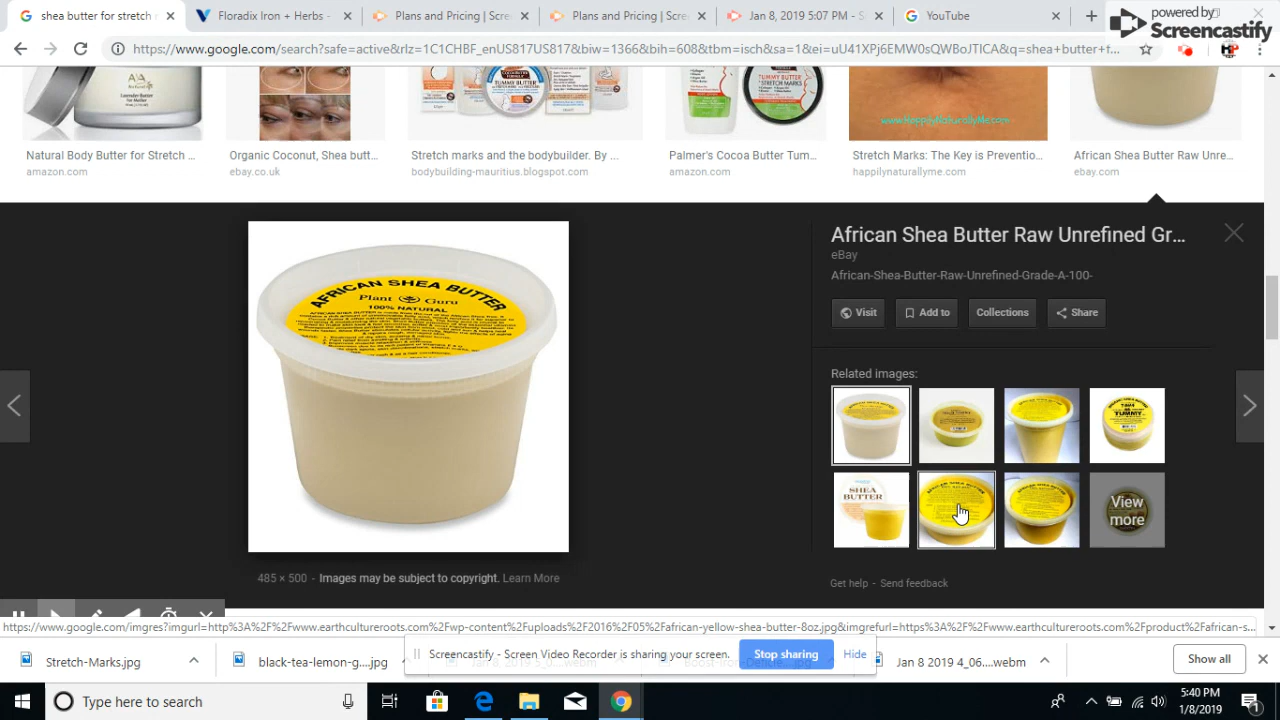 shea butter for stretch m
Floradix Iron + Herbs -
Plans and Pricing | Scree
Plans and Pricing | Scree
Jan 8, 2019 5:07 PM - S
YouTube
powered by
Screencastify
https://www.google.com/search?safe=active&rlz=1C1CHBF_enUS817US817&biw=1366&bih=608&tbm=isch&sa=1&ei=uU41XPj6EMW0sQWBo/TICA&q=shea+butter+f...
www.HappilyNaturallyMe.com
Natural Body Butter for Stretch ...
Organic Coconut, Shea butt...
Stretch marks and the bodybuilder. By ...
Palmer's Cocoa Butter Tum...
Stretch Marks: The Key is Preventio...
African Shea Butter Raw Unre...
amazon.com
ebay.co.uk
bodybuilding-mauritius.blogspot.com
amazon.com
happilynaturallyme.com
ebay.com
African Shea Butter Raw Unrefined Gr...
eBay
African-Shea-Butter-Raw-Unrefined-Grade-A-100-
Visit
Add to
Collections
Share
AFRICAN SHEA BUTTER
Plant Guru
100% NATURAL
Related images:
TUMMY
SHEA
BUTTER
View
more
485 × 500 - Images may be subject to copyright. Learn More
Get help - Send feedback
https://www.google.com/imgres?imgurl=http%3A%2F%2Fwww.earthcultureroots.com%2Fwp-content%2Fuploads%2F2016%2F05%2Fafrican-yellow-shea-butter-8oz.jpg&imgrefurl=https%3A%2F%2Fwww.earthcultureroots.com%2Fproduct%2Fafrican-s...
Screencastify - Screen Video Recorder is sharing your screen.
Stop sharing
Hide
Stretch-Marks.jpg
black-tea-lemon-g....jpg
Jan 8 2019 4_06....webm
Show all
Type here to search
5:40 PM
1/8/2019